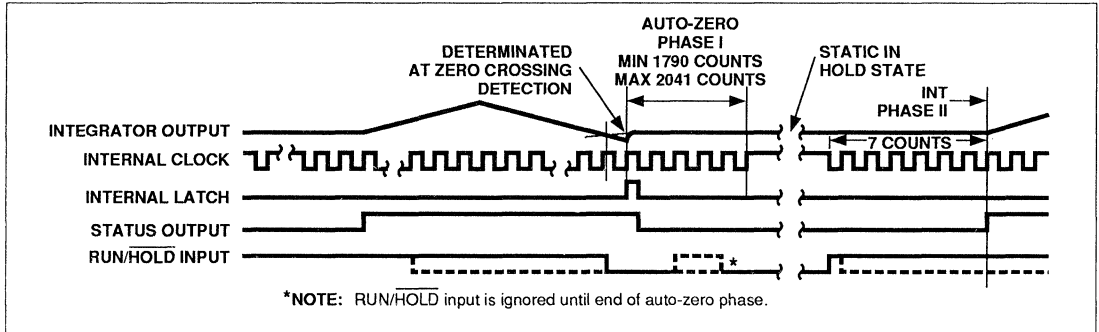 AUTO-ZERO
PHASE I
MIN 1790 COUNTS
MAX 2041 COUNTS
DETERMINATED
AT ZERO CROSSING
DETECTION
STATIC IN
HOLD STATE
INT
PHASE II
INTEGRATOR OUTPUT
7 COUNTS
INTERNAL CLOCK
INTERNAL LATCH
STATUS OUTPUT
RUN/HOLD INPUT
*
*NOTE: RUN/HOLD input is ignored until end of auto-zero phase.